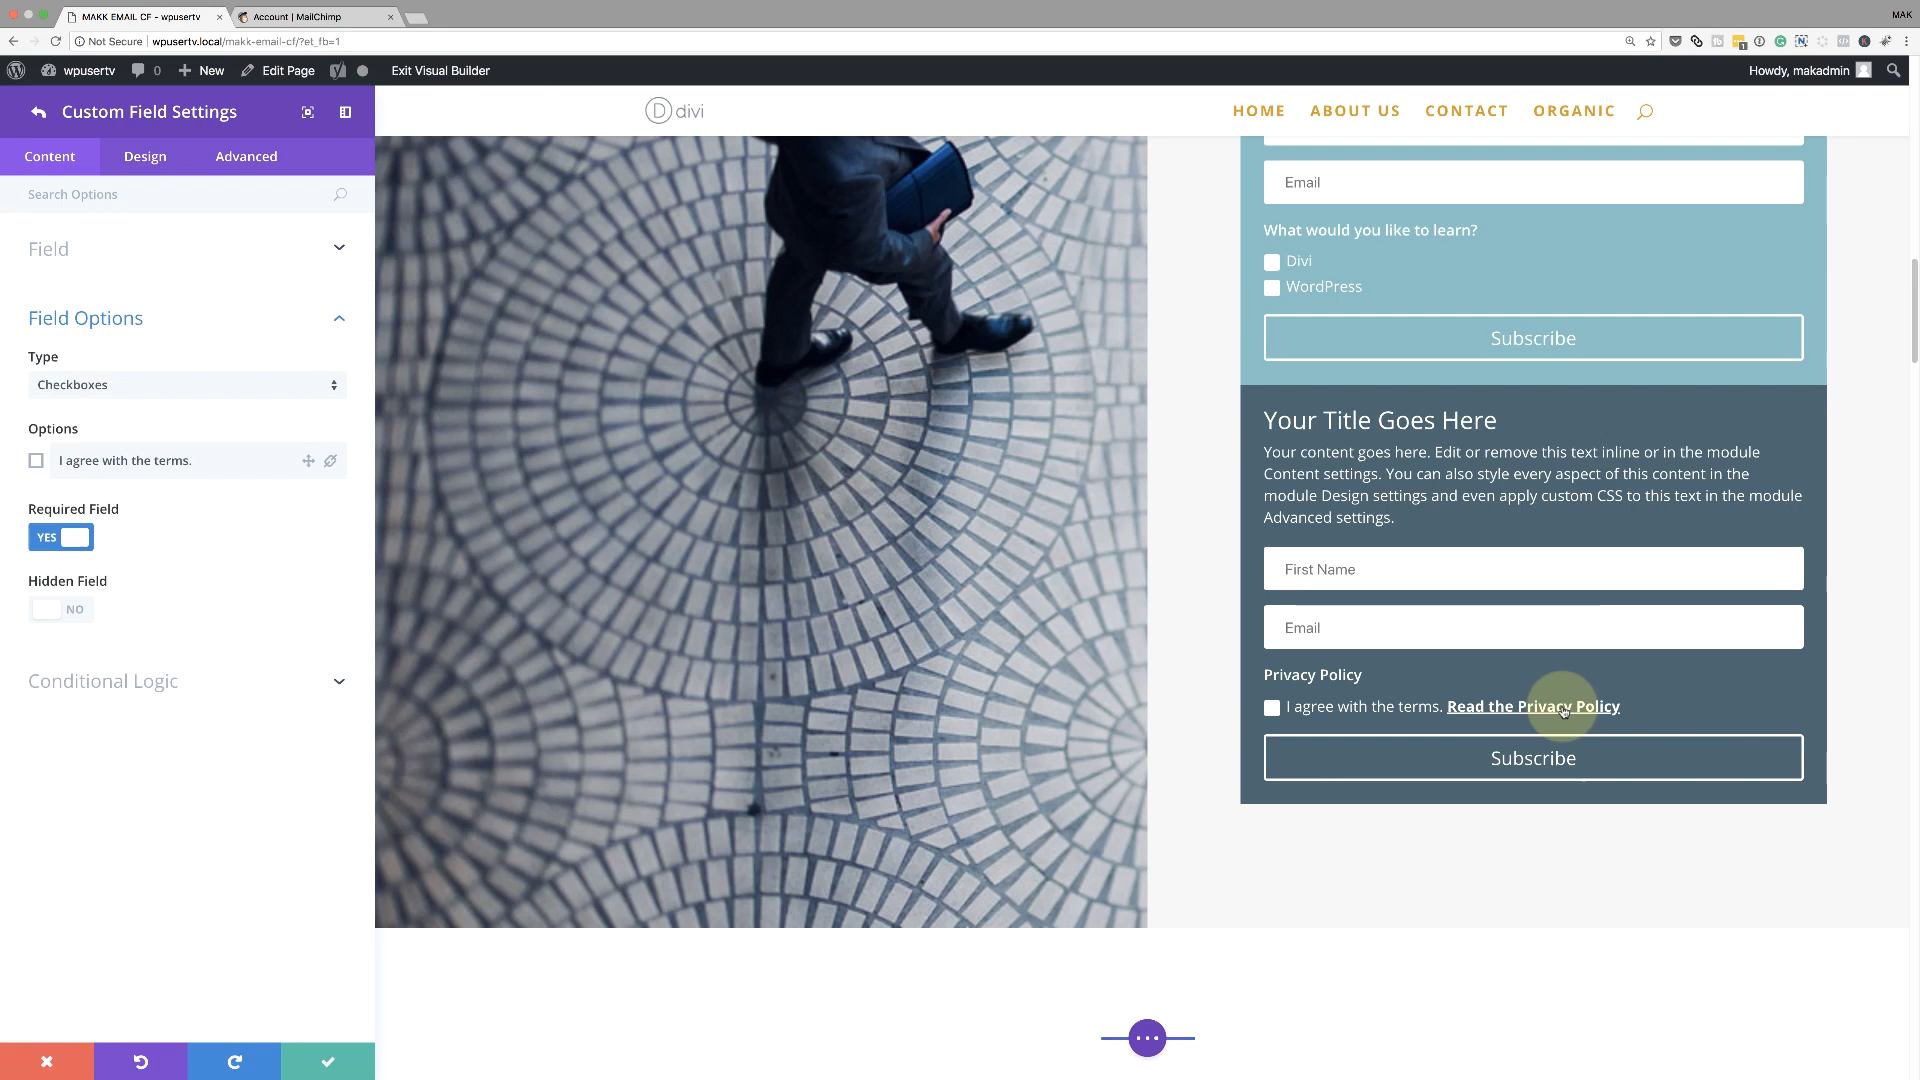 MAKK EMAIL CF - wpusertv
Account | MailChimp
MAK
Not Secure
wpusertv.local/makk-email-cf/?et_fb=1
wpusertv
0
New
Edit Page
Exit Visual Builder
Howdy, makadmin
Custom Field Settings
Content
Design
Advanced
Search Options
Field
Field Options
Type
Checkboxes
Options
I agree with the terms.
Required Field
YES
Hidden Field
NO
Conditional Logic
D divi
HOME
ABOUT US
CONTACT
ORGANIC
Email
What would you like to learn?
Divi
WordPress
Subscribe
Your Title Goes Here
Your content goes here. Edit or remove this text inline or in the module
Content settings. You can also style every aspect of this content in the
module Design settings and even apply custom CSS to this text in the module
Advanced settings.
First Name
Email
Privacy Policy
I agree with the terms. Read the Privacy Policy
Subscribe